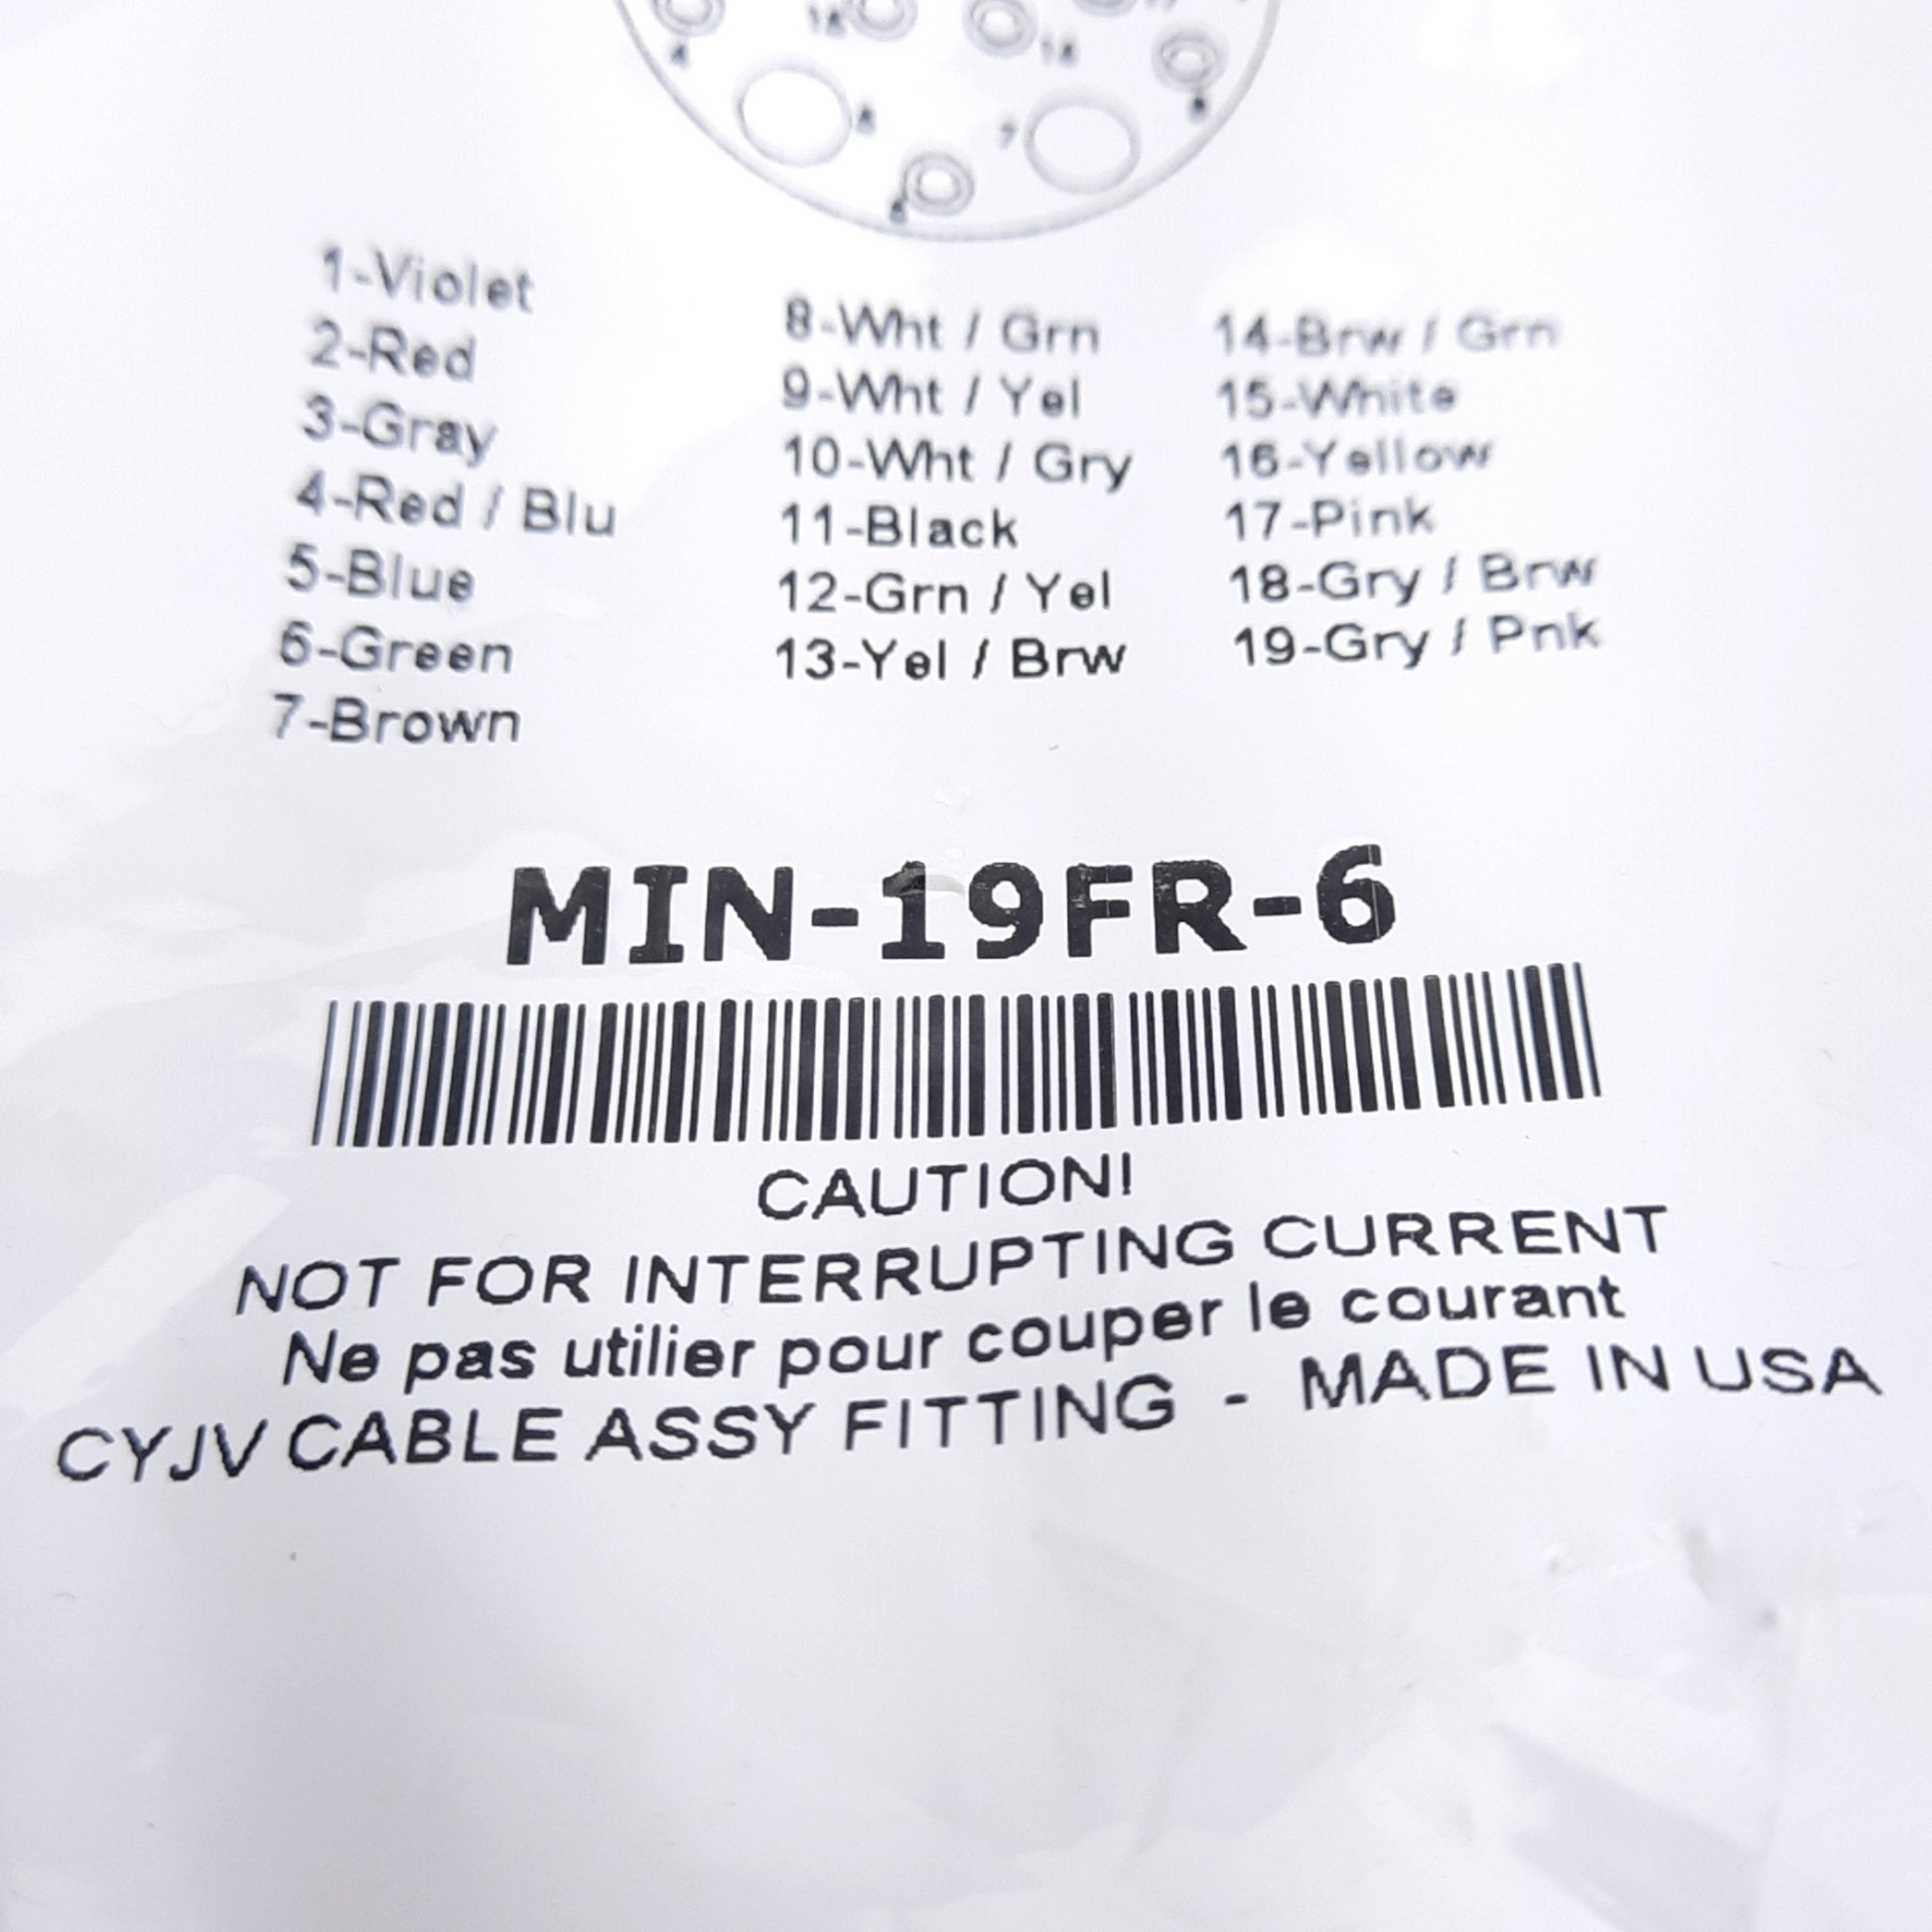 1-Violet
2-Red
3-Gray
4-Red / Blu
5-Blue
6-Green
7-Brown
8-Wht / Grn
9-Wht / Yel
10-Wht / Gry
11-Black
12-Grn / Yel
13-Yel / Brw
14-Brw / Grn
15-White
16-Yellow
17-Pink
18-Gry / Brw
19-Gry / Pnk
MIN-19FR-6
CAUTION!
NOT FOR INTERRUPTING CURRENT
Ne pas utilier pour couper le courant
CYJV CABLE ASSY FITTING - MADE IN USA